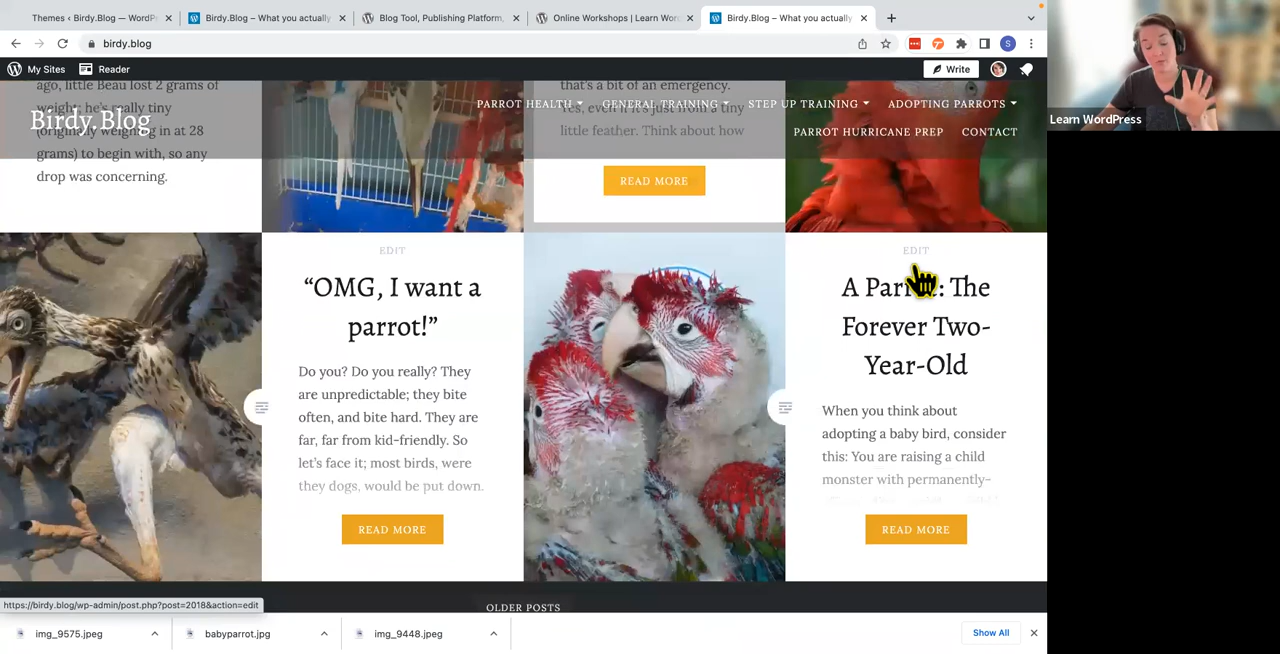 Themes ‹ Birdy.Blog — WordP
Birdy.Blog – What you actually
Blog Tool, Publishing Platform,
Online Workshops | Learn Wor
Birdy.Blog – What you actually
birdy.blog
My Sites
Reader
Write
S
Learn WordPress
Birdy.Blog
PARROT HEALTH
GENERAL TRAINING
STEP UP TRAINING
ADOPTING PARROTS
PARROT HURRICANE PREP
CONTACT
ago, little Beau lost 2 grams of
weight; he's really tiny
(originally weighing in at 28
grams) to begin with, so any
drop was concerning.
that's a bit of an emergency.
Yes, even if it's just from a tiny
little feather. Think about how
READ MORE
EDIT
“OMG, I want a
parrot!”
Do you? Do you really? They
are unpredictable; they bite
often, and bite hard. They are
far, far from kid-friendly. So
let's face it; most birds, were
they dogs, would be put down.
READ MORE
EDIT
The
Forever Two-
Year-Old
When you think about
adopting a baby bird, consider
this: You are raising a child
monster with permanently-
READ MORE
OLDER POSTS
https://birdy.blog/wp-admin/post.php?post=2018&action=edit
img_9575.jpeg
babyparrot.jpg
img_9448.jpeg
Show All